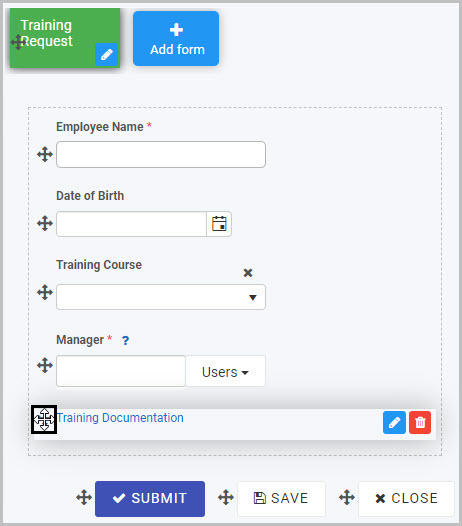 Training
Request
Add form
Employee Name *
Date of Birth
Training Course
Manager * ?
Users
Training Documentation
SUBMIT
SAVE
CLOSE